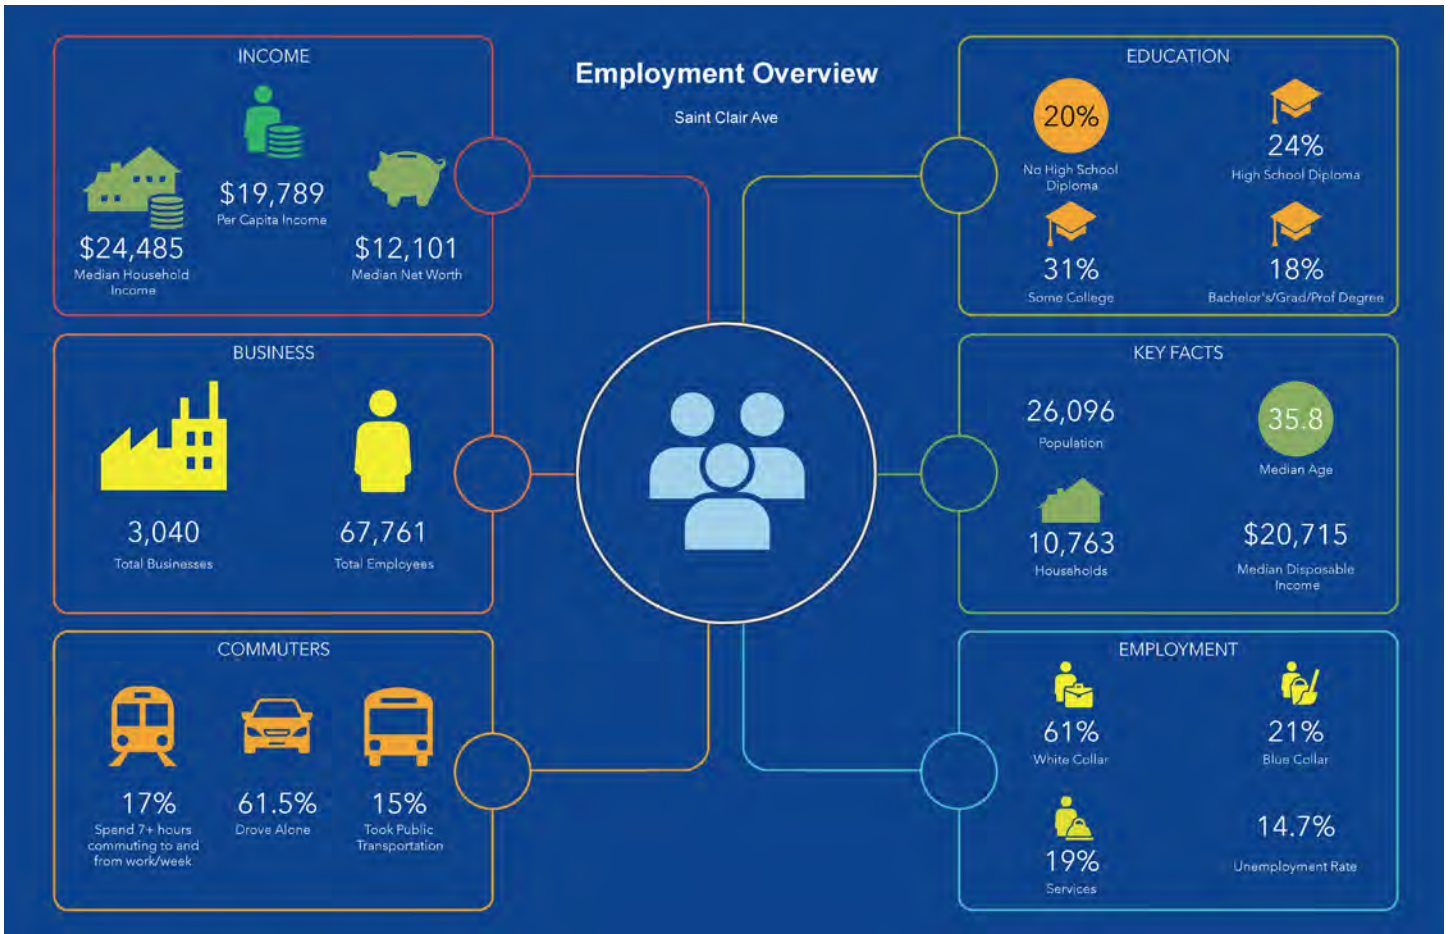 Employment Overview
Saint Clair Ave
INCOME
$24,485
Median Household
Income
$19,789
Per Capita Income
$12,101
Median Net Worth
BUSINESS
3,040
Total Businesses
67,761
Total Employees
COMMUTERS
17%
Spend 7+ hours
commuting to and
from work/week
61.5%
Drove Alone
15%
Took Public
Transportation
EDUCATION
20%
No High School
Diploma
24%
High School Diploma
31%
Some College
18%
Bachelor's/Grad/Prof Degree
KEY FACTS
26,096
Population
35.8
Median Age
10,763
Households
$20,715
Median Disposable
Income
EMPLOYMENT
61%
White Collar
21%
Blue Collar
19%
Services
14.7%
Unemployment Rate